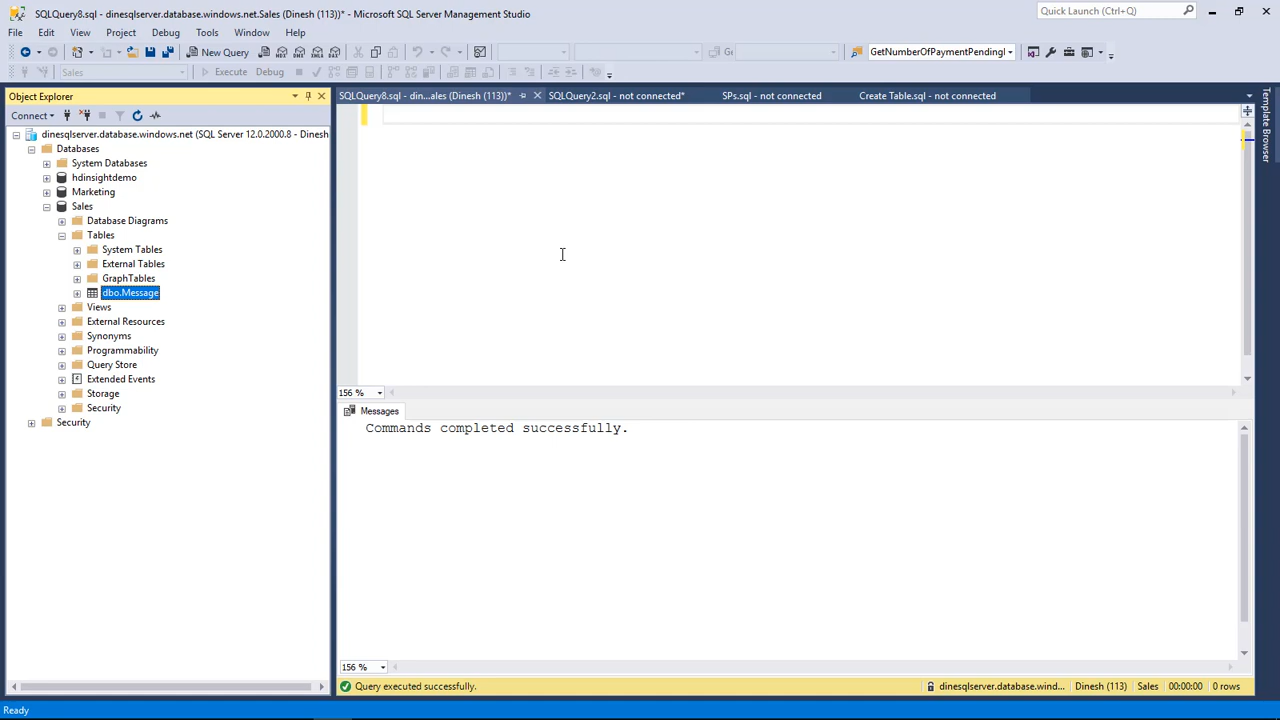 SQLQuery8.sql - dinesqlserver.database.windows.net.Sales (Dinesh (113))* - Microsoft SQL Server Management Studio
Quick Launch (Ctrl+Q)
File Edit View Project Debug Tools Window Help
New Query
GetNumberOfPaymentPendingI
Sales
Execute Debug
Object Explorer
SQLQuery8.sql - din...ales (Dinesh (113))*
SQLQuery2.sql - not connected*
SPs.sql - not connected
Create Table.sql - not connected
Template Browser
Connect
dinesqlserver.database.windows.net (SQL Server 12.0.2000.8 - Dinesh
Databases
System Databases
hdinsightdemo
Marketing
Sales
Database Diagrams
Tables
System Tables
External Tables
GraphTables
dbo.Message
Views
External Resources
Synonyms
Programmability
Query Store
Extended Events
Storage
Security
Security
156 %
Messages
Commands completed successfully.
156 %
Query executed successfully.
dinesqlserver.database.wind... Dinesh (113) Sales 00:00:00 0 rows
Ready